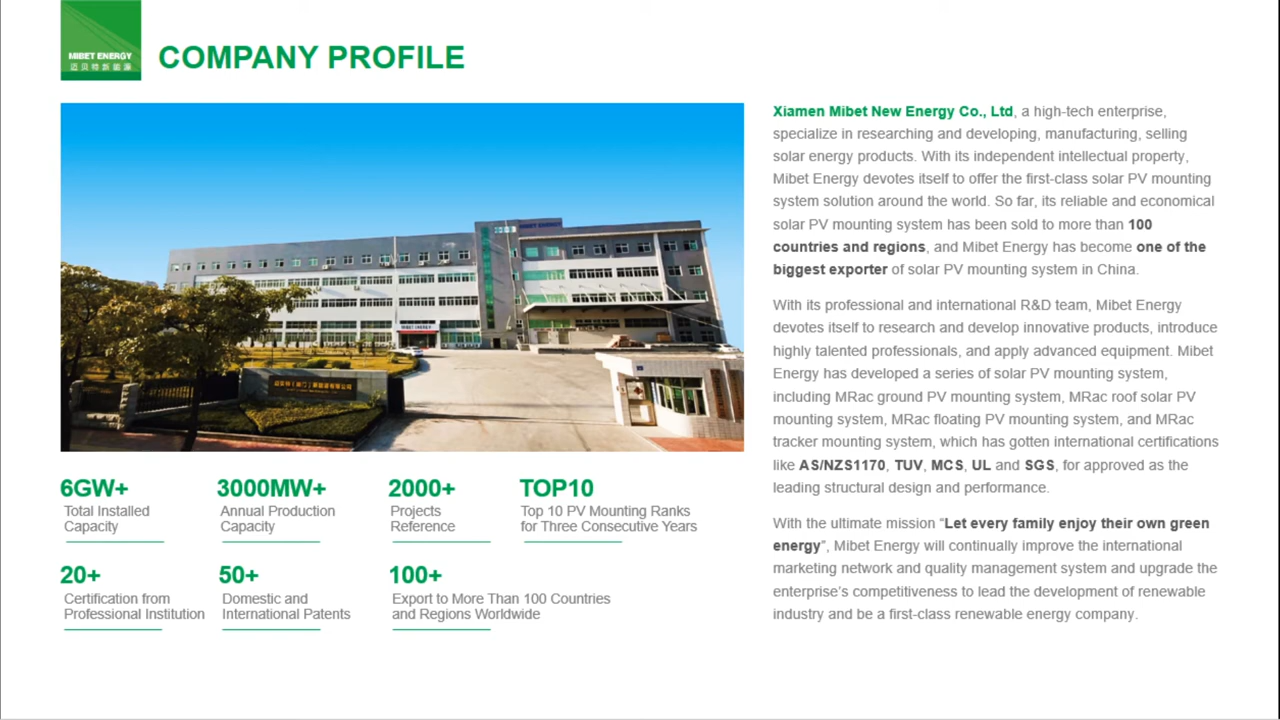 MIBET ENERGY
迈贝特新能源
COMPANY PROFILE
MIBET ENERGY
MIBET ENERGY
6GW+
Total Installed
Capacity
3000MW+
Annual Production
Capacity
2000+
Projects
Reference
TOP10
Top 10 PV Mounting Ranks
for Three Consecutive Years
20+
Certification from
Professional Institution
50+
Domestic and
International Patents
100+
Export to More Than 100 Countries
and Regions Worldwide
Xiamen Mibet New Energy Co., Ltd, a high-tech enterprise,
specialize in researching and developing, manufacturing, selling
solar energy products. With its independent intellectual property,
Mibet Energy devotes itself to offer the first-class solar PV mounting
system solution around the world. So far, its reliable and economical
solar PV mounting system has been sold to more than 100
countries and regions, and Mibet Energy has become one of the
biggest exporter of solar PV mounting system in China.
With its professional and international R&D team, Mibet Energy
devotes itself to research and develop innovative products, introduce
highly talented professionals, and apply advanced equipment. Mibet
Energy has developed a series of solar PV mounting system,
including MRac ground PV mounting system, MRac roof solar PV
mounting system, MRac floating PV mounting system, and MRac
tracker mounting system, which has gotten international certifications
like AS/NZS1170, TUV, MCS, UL and SGS, for approved as the
leading structural design and performance.
With the ultimate mission “Let every family enjoy their own green
energy”, Mibet Energy will continually improve the international
marketing network and quality management system and upgrade the
enterprise’s competitiveness to lead the development of renewable
industry and be a first-class renewable energy company.